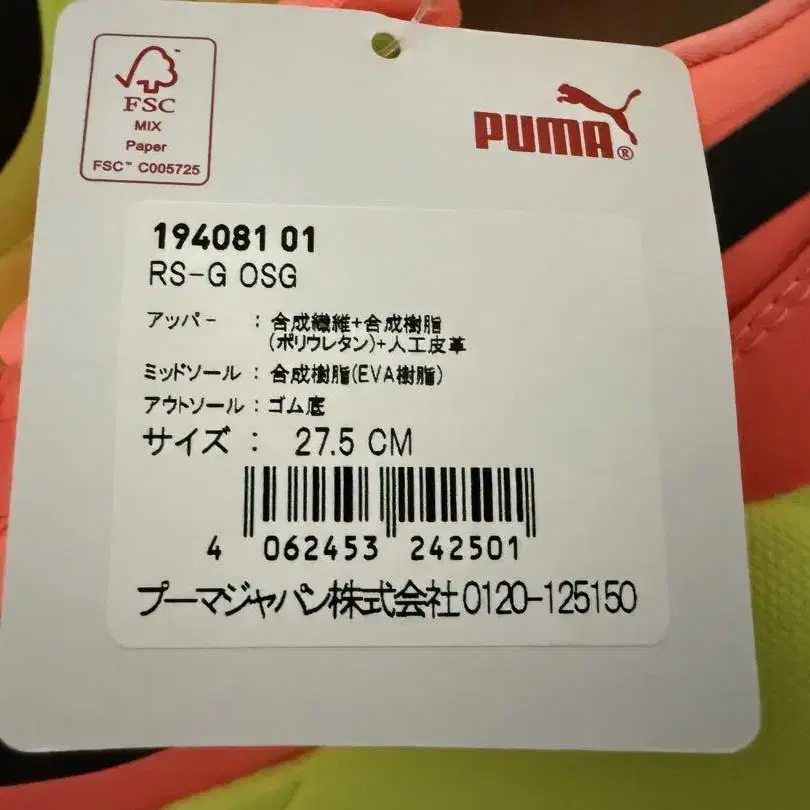 FSC
MIX
Paper
FSC™ C005725
PUMA®
194081 01
RS-G OSG
アッパー : 合成繊維+合成樹脂
(ポリウレタン)+人工皮革
ミッドソール : 合成樹脂(EVA樹脂)
アウトソール : ゴム底
サイズ : 27.5 CM
4 062453 242501
プーマジャパン株式会社0120-125150